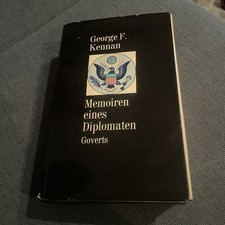 George F.
Kennan
Memoiren
eines
Diplomaten
Goverts